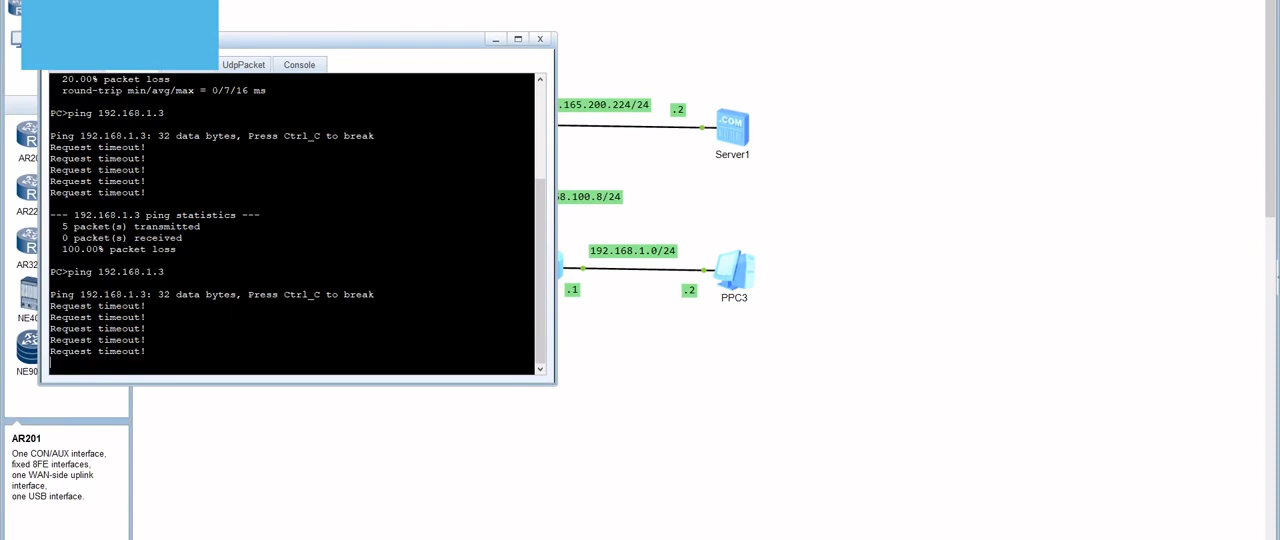 UdpPacket
Console
20.00% packet loss
round-trip min/avg/max = 0/7/16 ms
PC>ping 192.168.1.3
Ping 192.168.1.3: 32 data bytes, Press Ctrl_C to break
Request timeout!
Request timeout!
Request timeout!
Request timeout!
Request timeout!
--- 192.168.1.3 ping statistics ---
5 packet(s) transmitted
0 packet(s) received
100.00% packet loss
PC>ping 192.168.1.3
Ping 192.168.1.3: 32 data bytes, Press Ctrl_C to break
Request timeout!
Request timeout!
Request timeout!
Request timeout!
Request timeout!
.165.200.224/24
.2
.COM
Server1
8.100.8/24
192.168.1.0/24
.1
.2
PPC3
AR20
AR22
AR32
NE40
NE90
AR201
One CON/AUX interface,
fixed 8FE interfaces,
one WAN-side uplink
interface,
one USB interface.